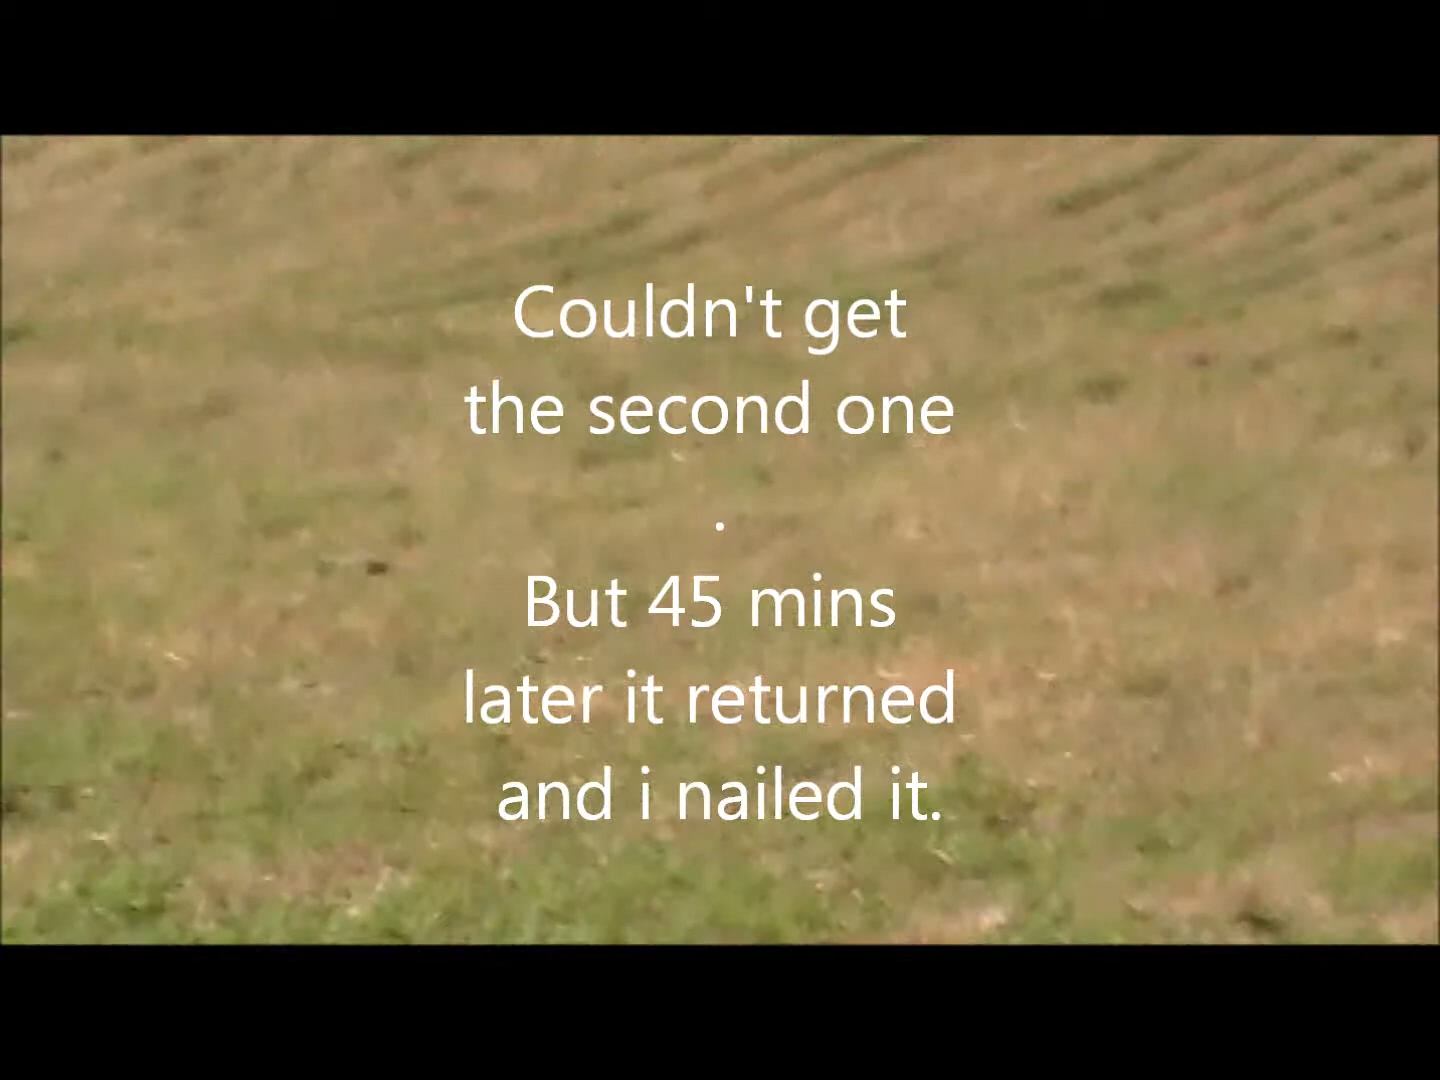 Couldn't get
the second one
.
But 45 mins
later it returned
and i nailed it.